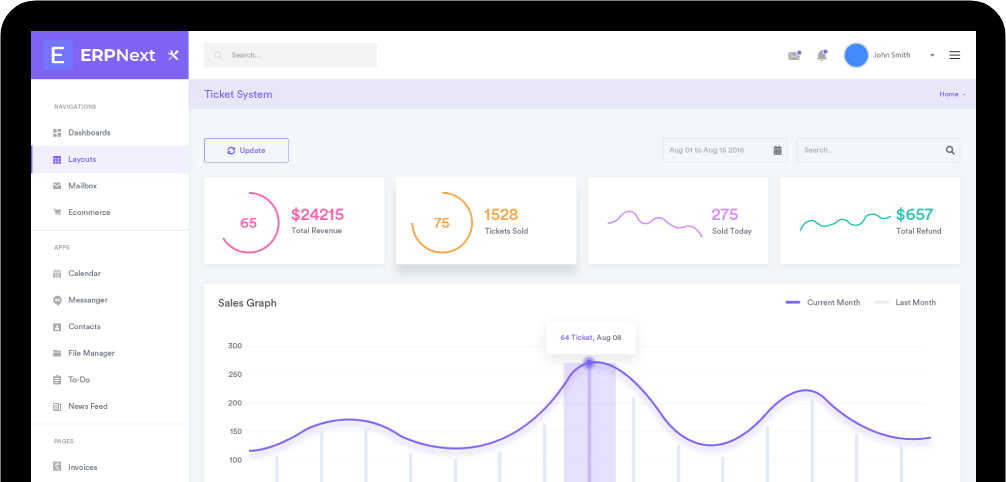 E ERPNext
Search...
John Smith
Ticket System
Home -
NAVIGATIONS
Dashboards
Layouts
Mailbox
Ecommerce
APPS
Calendar
Messanger
Contacts
File Manager
To-Do
News Feed
PAGES
Invoices
Update
Aug 01 to Aug 15 2018
Search..
65
$24215
Total Revenue
75
1528
Tickets Sold
275
Sold Today
$657
Total Refund
Sales Graph
Current Month
Last Month
64 Ticket, Aug 08
300
250
200
150
100